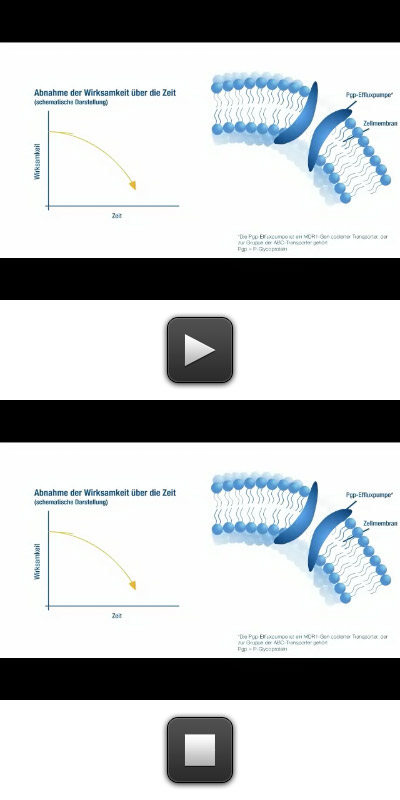 Abnahme der Wirksamkeit über die Zeit
(schematische Darstellung)
Wirksamkeit
Zeit
Pgp-Effluxpumpe*
Zellmembran
*Die Pgp-Effluxpumpe ist ein MDR1-Gen codierter Transporter, der
zur Gruppe der ABC-Transporter gehört
Pgp = P-Glycoprotein
Abnahme der Wirksamkeit über die Zeit
(schematische Darstellung)
Wirksamkeit
Zeit
Pgp-Effluxpumpe*
Zellmembran
*Die Pgp-Effluxpumpe ist ein MDR1-Gen codierter Transporter, der
zur Gruppe der ABC-Transporter gehört
Pgp = P-Glycoprotein